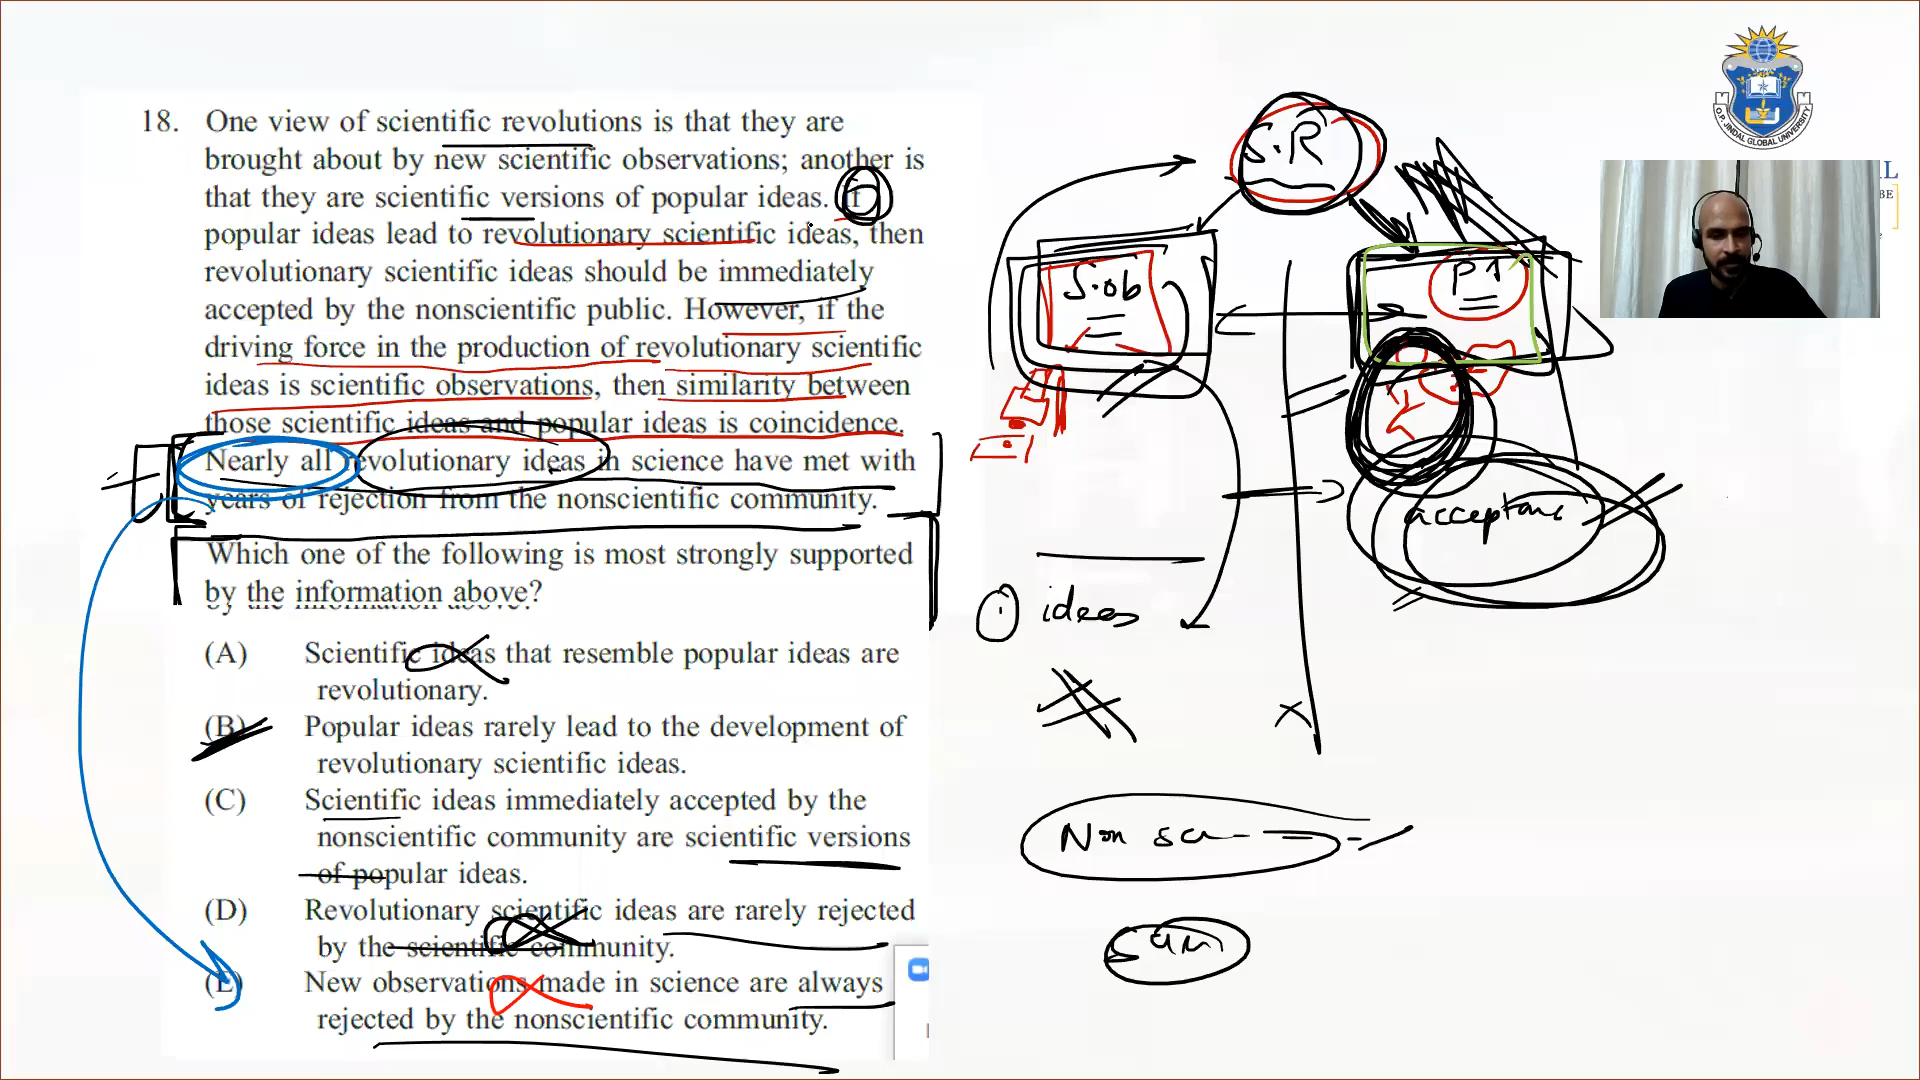 18. One view of scientific revolutions is that they are
brought about by new scientific observations; another is
that they are scientific versions of popular ideas. If
popular ideas lead to revolutionary scientific ideas, then
revolutionary scientific ideas should be immediately
accepted by the nonscientific public. However, if the
driving force in the production of revolutionary scientific
ideas is scientific observations, then similarity between
those scientific ideas and popular ideas is coincidence.
Nearly all revolutionary ideas in science have met with
years of rejection from the nonscientific community.
Which one of the following is most strongly supported
by the information above?
(A) Scientific ideas that resemble popular ideas are
revolutionary.
(B) Popular ideas rarely lead to the development of
revolutionary scientific ideas.
(C) Scientific ideas immediately accepted by the
nonscientific community are scientific versions
of popular ideas.
(D) Revolutionary scientific ideas are rarely rejected
by the scientific community.
(E) New observations made in science are always
rejected by the nonscientific community.
S.R
S.ob
P1
ideas
Non sc
O.P. JINDAL GLOBAL UNIVERSITY